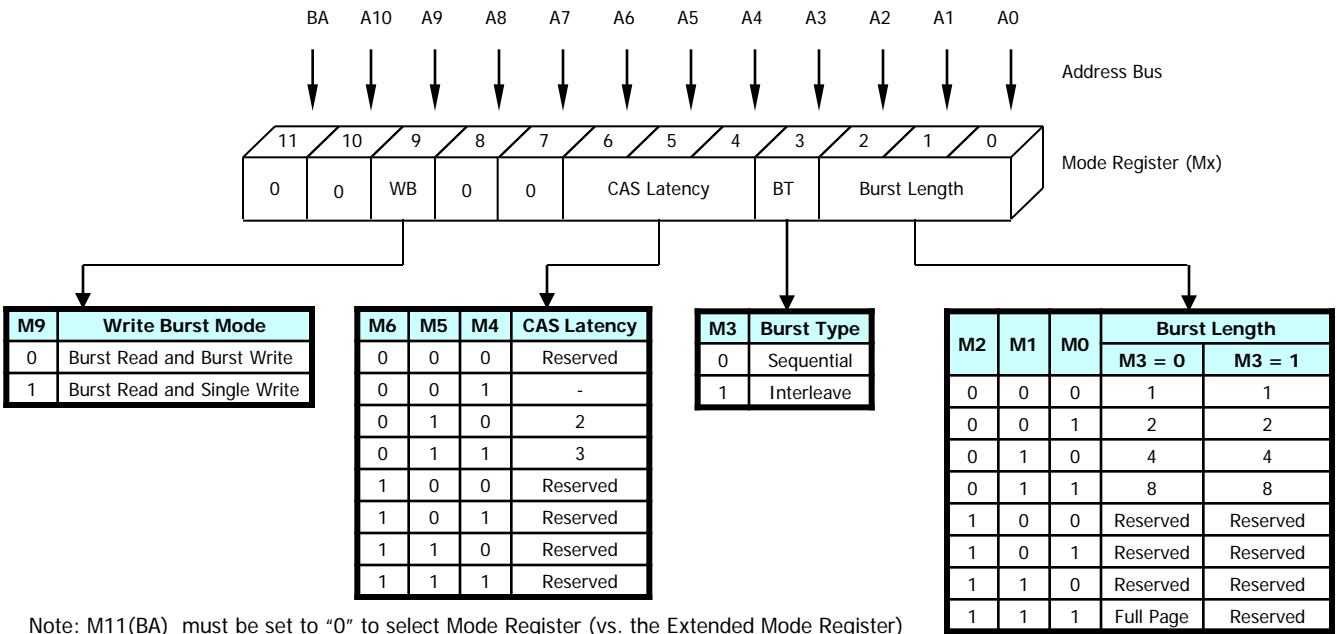 BA A10 A9 A8 A7 A6 A5 A4 A3 A2 A1 A0
Address Bus
11 10 9 8 7 6 5 4 3 2 1 0
Mode Register (Mx)
0 0 WB 0 0 CAS Latency BT Burst Length
M9 Write Burst Mode
0 Burst Read and Burst Write
1 Burst Read and Single Write
M6 M5 M4 CAS Latency
0 0 0 Reserved
0 0 1 -
0 1 0 2
0 1 1 3
1 0 0 Reserved
1 0 1 Reserved
1 1 0 Reserved
1 1 1 Reserved
M3 Burst Type
0 Sequential
1 Interleave
M2 M1 M0 Burst Length
M3 = 0 M3 = 1
0 0 0 1 1
0 0 1 2 2
0 1 0 4 4
0 1 1 8 8
1 0 0 Reserved Reserved
1 0 1 Reserved Reserved
1 1 0 Reserved Reserved
1 1 1 Full Page Reserved
Note: M11(BA) must be set to “0” to select Mode Register (vs. the Extended Mode Register)